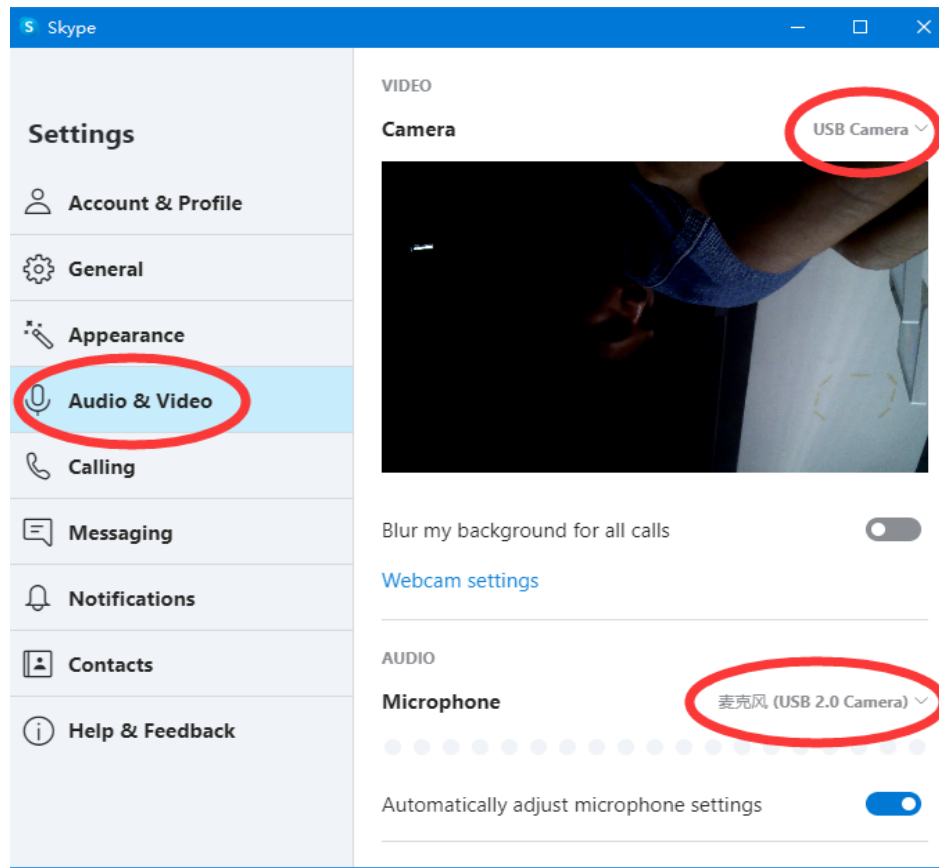 Skype
Settings
Account & Profile
General
Appearance
Audio & Video
Calling
Messaging
Notifications
Contacts
Help & Feedback
VIDEO
Camera
USB Camera
Blur my background for all calls
Webcam settings
AUDIO
Microphone
麦克风 (USB 2.0 Camera)
Automatically adjust microphone settings